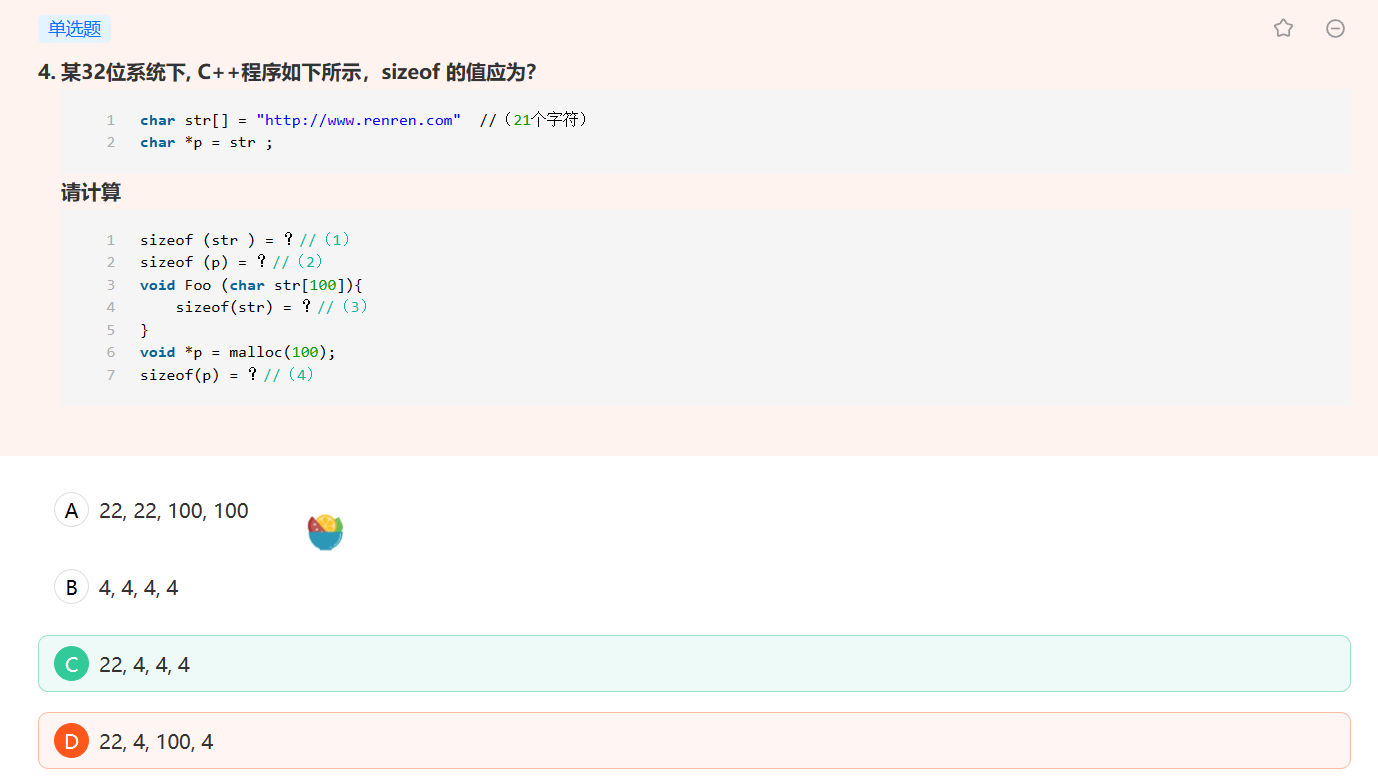 单选题
4. 某32位系统下, C++程序如下所示，sizeof 的值应为?
1 char str[] = "http://www.renren.com" //（21个字符）
2 char *p = str ;
请计算
1 sizeof (str ) = ？//（1）
2 sizeof (p) = ？//（2）
3 void Foo (char str[100]){
4 sizeof(str) = ？//（3）
5 }
6 void *p = malloc(100);
7 sizeof(p) = ？//（4）
A 22, 22, 100, 100
B 4, 4, 4, 4
C 22, 4, 4, 4
D 22, 4, 100, 4